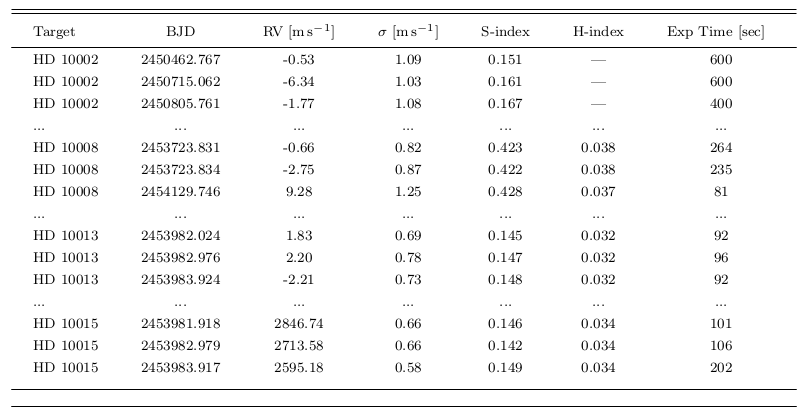 Target BJD RV [m s⁻¹] σ [m s⁻¹] S-index H-index Exp Time [sec]
HD 10002 2450462.767 -0.53 1.09 0.151 — 600
HD 10002 2450715.062 -6.34 1.03 0.161 — 600
HD 10002 2450805.761 -1.77 1.08 0.167 — 400
... ... ... ... ... ... ...
HD 10008 2453723.831 -0.66 0.82 0.423 0.038 264
HD 10008 2453723.834 -2.75 0.87 0.422 0.038 235
HD 10008 2454129.746 9.28 1.25 0.428 0.037 81
... ... ... ... ... ... ...
HD 10013 2453982.024 1.83 0.69 0.145 0.032 92
HD 10013 2453982.976 2.20 0.78 0.147 0.032 96
HD 10013 2453983.924 -2.21 0.73 0.148 0.032 92
... ... ... ... ... ... ...
HD 10015 2453981.918 2846.74 0.66 0.146 0.034 101
HD 10015 2453982.979 2713.58 0.66 0.142 0.034 106
HD 10015 2453983.917 2595.18 0.58 0.149 0.034 202